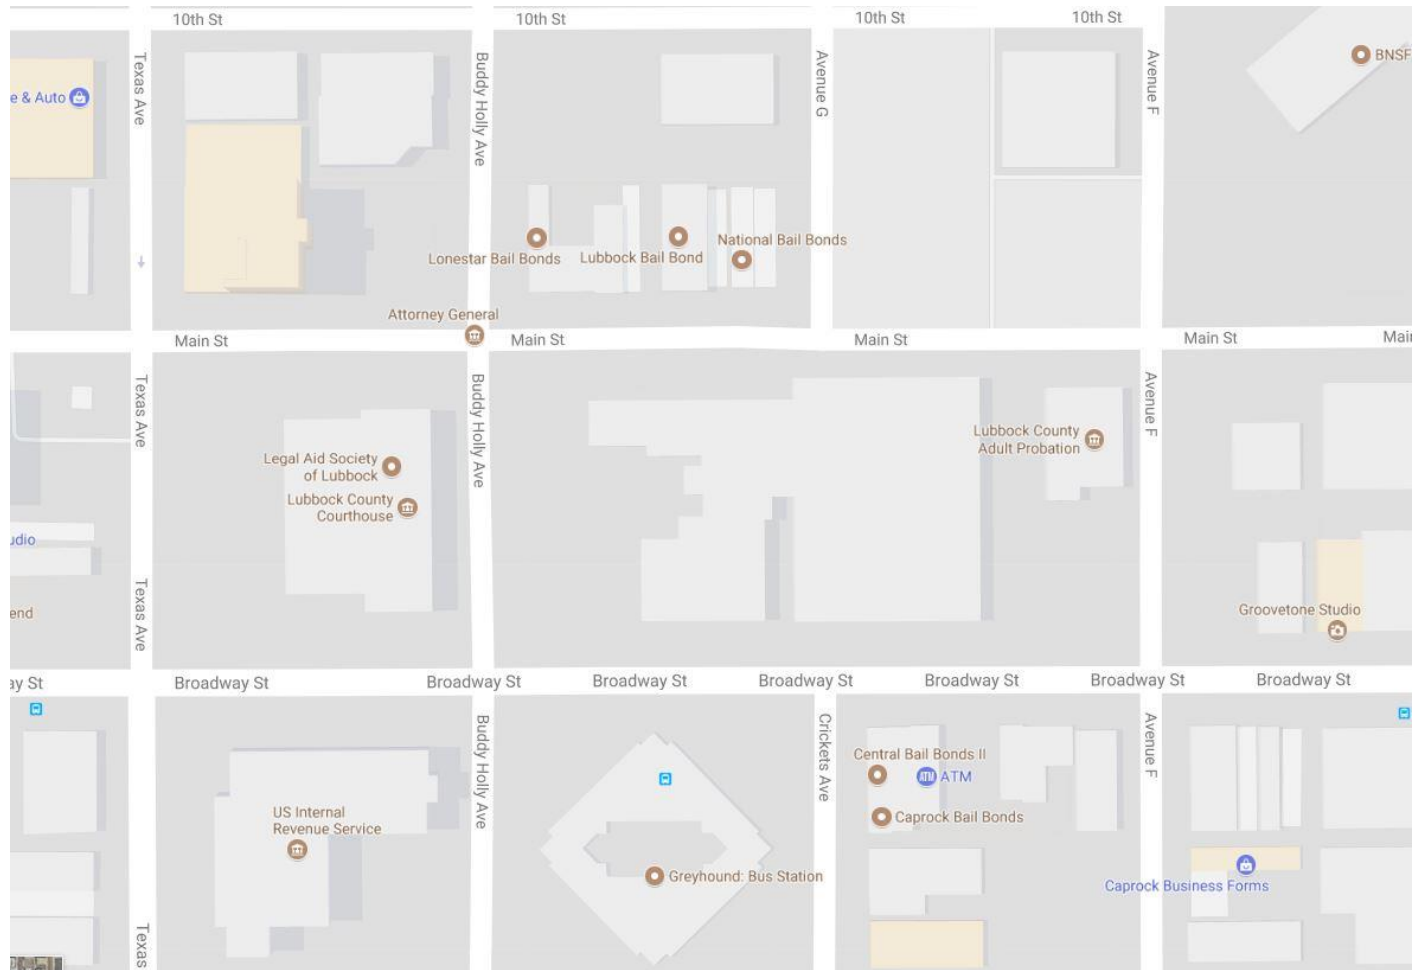 10th St
10th St
10th St
10th St
Texas Ave
Buddy Holly Ave
Avenue G
Avenue F
BNSF
e & Auto
National Bail Bonds
Lonestar Bail Bonds
Lubbock Bail Bond
Attorney General
Main St
Main St
Main St
Main St
Mai
Texas Ave
Buddy Holly Ave
Avenue F
Lubbock County
Adult Probation
Legal Aid Society
of Lubbock
Lubbock County
Courthouse
udio
Texas Ave
end
Groovetone Studio
ay St
Broadway St
Broadway St
Broadway St
Broadway St
Broadway St
Broadway St
Broadway St
Buddy Holly Ave
Crickets Ave
Avenue F
Central Bail Bonds II
ATM
ATM
Caprock Bail Bonds
US Internal
Revenue Service
Greyhound: Bus Station
Caprock Business Forms
Texas